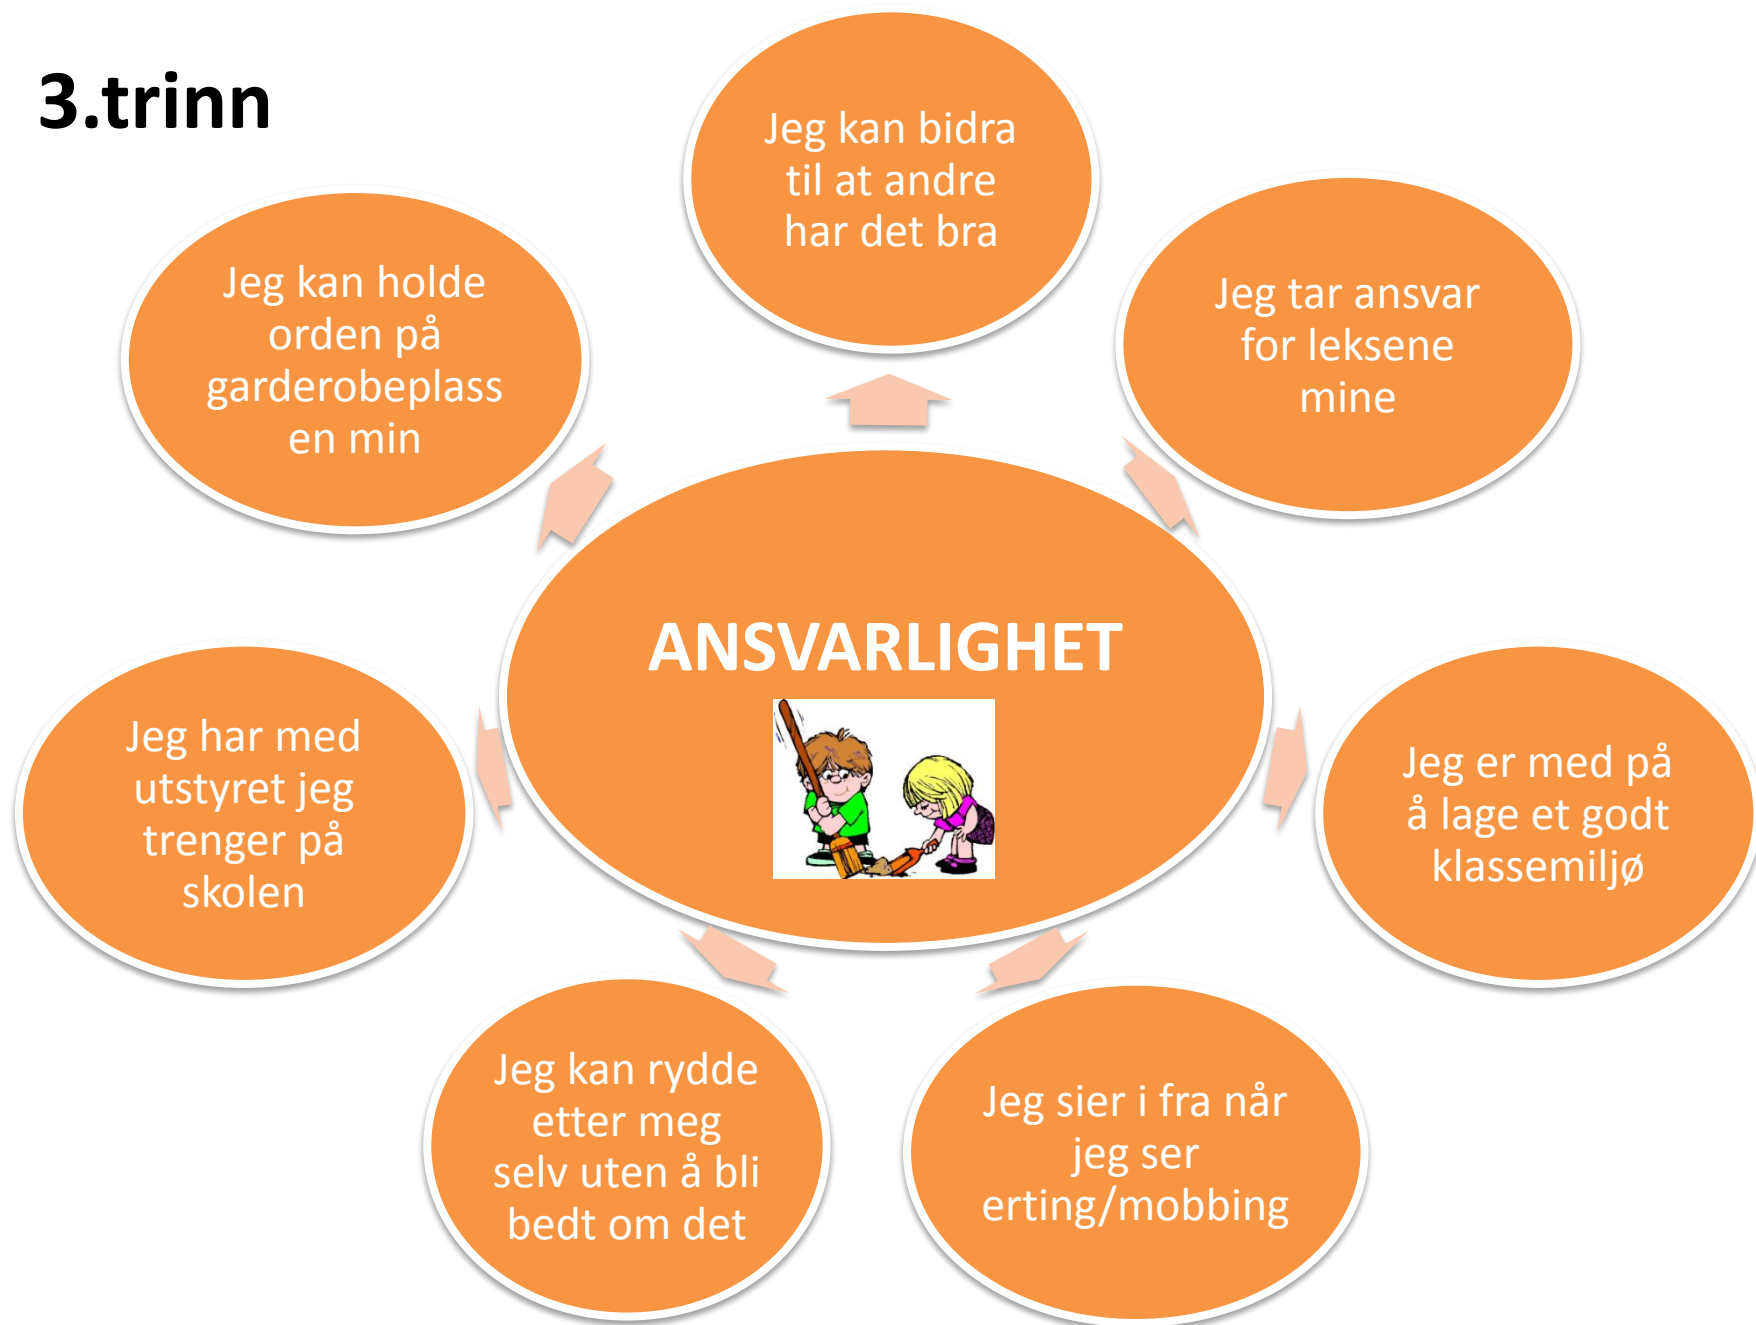 3.trinn
Jeg kan bidra
til at andre
har det bra
Jeg tar ansvar
for leksene
mine
Jeg er med på
å lage et godt
klassemiljø
Jeg sier i fra når
jeg ser
erting/mobbing
Jeg kan rydde
etter meg
selv uten å bli
bedt om det
Jeg har med
utstyret jeg
trenger på
skolen
Jeg kan holde
orden på
garderobeplass
en min
ANSVARLIGHET